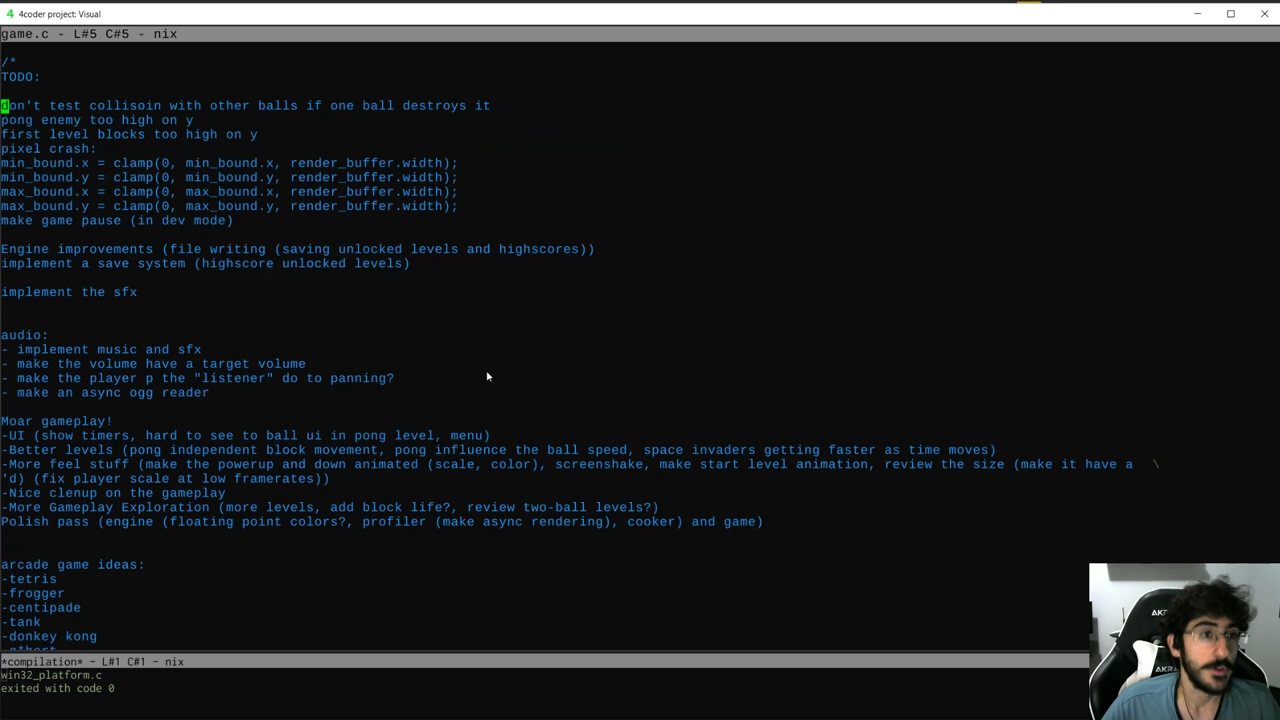 4 4coder project: Visual
game.c - L#5 C#5 - nix
/*
TODO:
don't test collisoin with other balls if one ball destroys it
pong enemy too high on y
first level blocks too high on y
pixel crash:
min_bound.x = clamp(0, min_bound.x, render_buffer.width);
min_bound.y = clamp(0, min_bound.y, render_buffer.width);
max_bound.x = clamp(0, max_bound.x, render_buffer.width);
max_bound.y = clamp(0, max_bound.y, render_buffer.width);
make game pause (in dev mode)
Engine improvements (file writing (saving unlocked levels and highscores))
implement a save system (highscore unlocked levels)
implement the sfx
audio:
- implement music and sfx
- make the volume have a target volume
- make the player p the "listener" do to panning?
- make an async ogg reader
Moar gameplay!
-UI (show timers, hard to see to ball ui in pong level, menu)
-Better levels (pong independent block movement, pong influence the ball speed, space invaders getting faster as time moves)
-More feel stuff (make the powerup and down animated (scale, color), screenshake, make start level animation, review the size (make it have a \
'd) (fix player scale at low framerates))
-Nice clenup on the gameplay
-More Gameplay Exploration (more levels, add block life?, review two-ball levels?)
Polish pass (engine (floating point colors?, profiler (make async rendering), cooker) and game)
arcade game ideas:
-tetris
-frogger
-centipade
-tank
-donkey kong
*compilation* - L#1 C#1 - nix
win32_platform.c
exited with code 0
AKR
AKRA